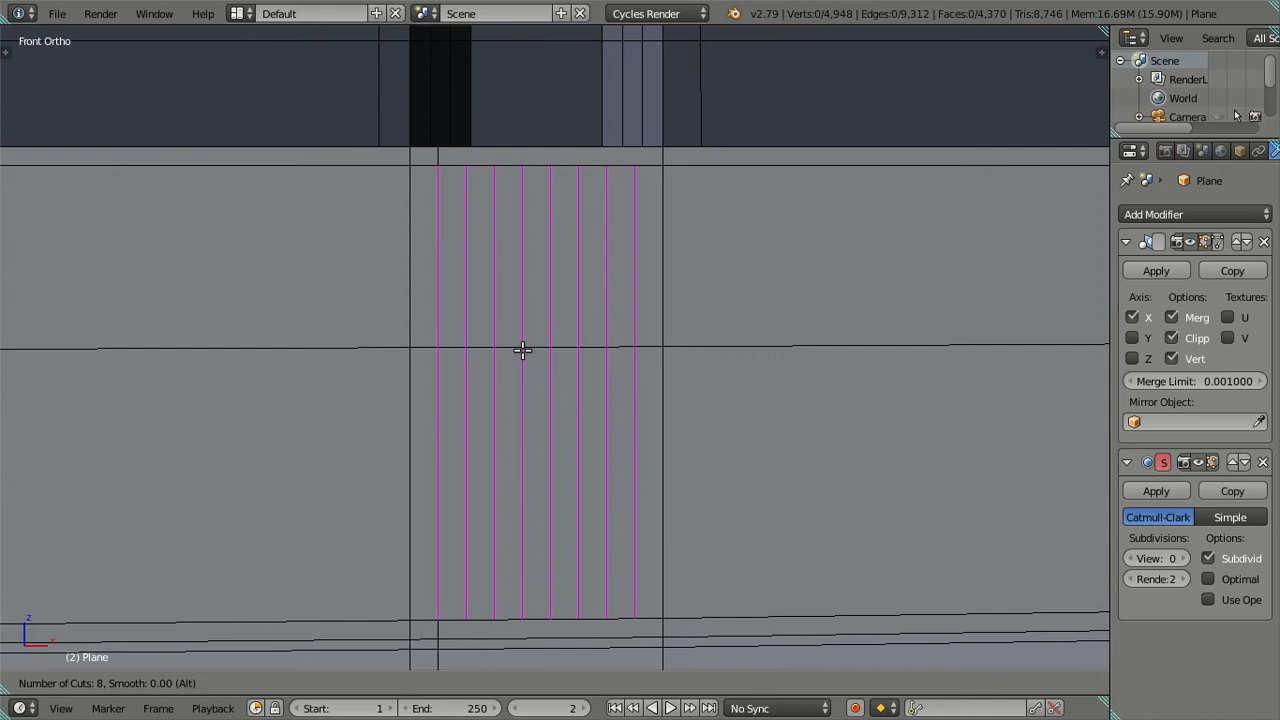 File Render Window Help Default Scene Cycles Render v2.79 | Verts:0/4,948 | Edges:0/9,312 | Faces:0/4,370 | Tris:8,746 | Mem:16.69M (15.90M) | Plane
Front Ortho
View Search All Sc
Scene
RenderL
World
Camera
Plane
Add Modifier
Apply Copy
Axis: Options: Textures:
X Merg U
Y Clipp V
Z Vert
Merge Limit: 0.001000
Mirror Object:
S
Apply Copy
Catmull-Clark Simple
Subdivisions: Options:
View: 0 Subdivid
Rende:2 Optimal
Use Ope
z
x
(2) Plane
Number of Cuts: 8, Smooth: 0.00 (Alt)
View Marker Frame Playback Start: 1 End: 250 2 No Sync